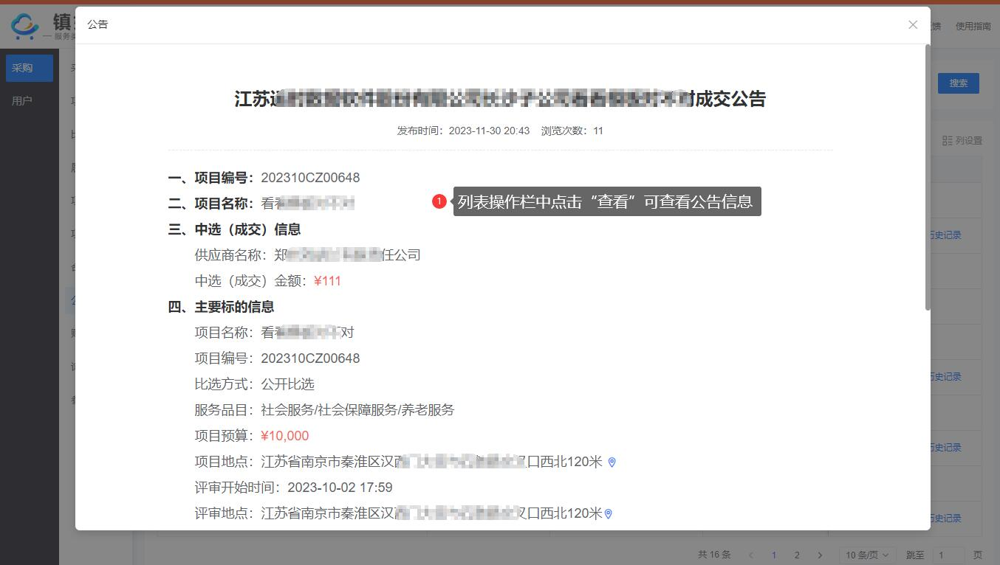 公告
镇
服务类
馈 使用指南
采购
用户
搜索
列设置
江苏 成交公告
发布时间：2023-11-30 20:43 浏览次数：11
一、项目编号：202310CZ00648
二、项目名称：看
1 列表操作栏中点击“查看”可查看公告信息
三、中选（成交）信息
供应商名称：郑 任公司
中选（成交）金额：¥111
四、主要标的信息
项目名称：看 对
项目编号：202310CZ00648
比选方式：公开比选
服务品目：社会服务/社会保障服务/养老服务
项目预算：¥10,000
项目地点：江苏省南京市秦淮区汉 口西北120米
评审开始时间：2023-10-02 17:59
评审地点：江苏省南京市秦淮区汉 口西北120米
历史记录
历史记录
历史记录
历史记录
共 16 条 1 2 10 条/页 跳至 1 页